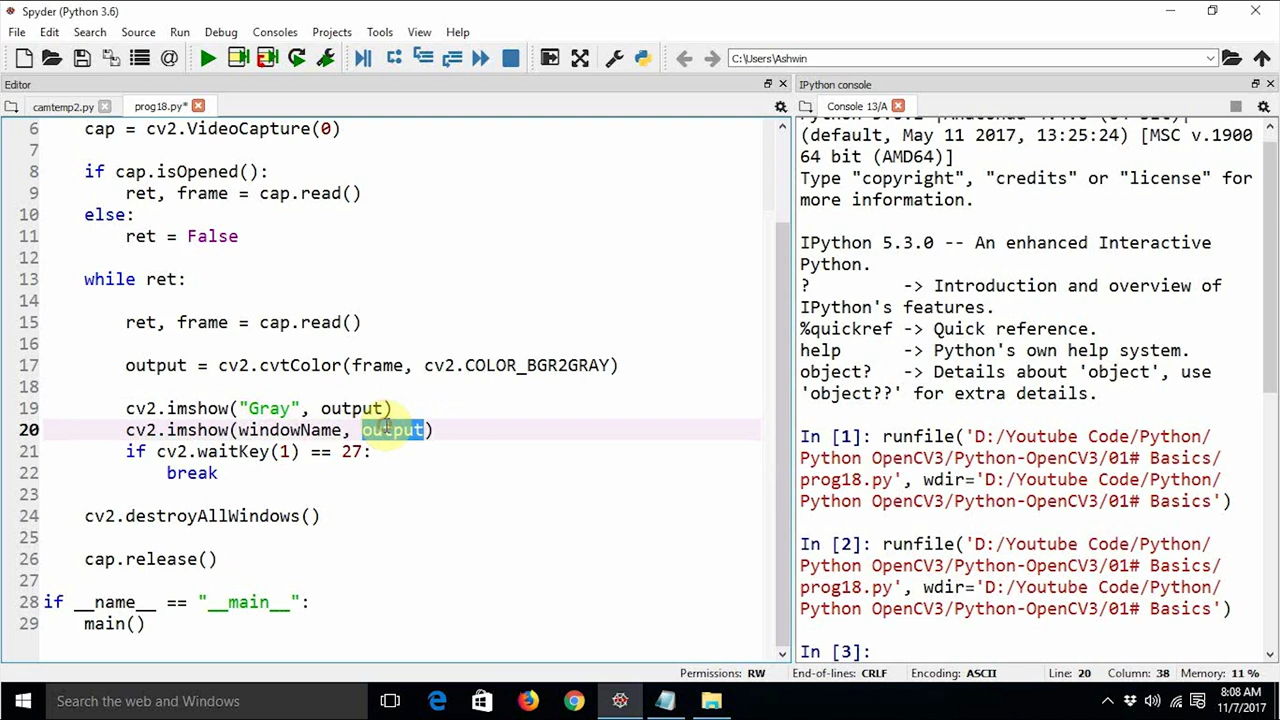 Spyder (Python 3.6)
File Edit Search Source Run Debug Consoles Projects Tools View Help
C:\Users\Ashwin
Editor
camtemp2.py prog18.py*
6 cap = cv2.VideoCapture(0)
7
8 if cap.isOpened():
9 ret, frame = cap.read()
10 else:
11 ret = False
12
13 while ret:
14
15 ret, frame = cap.read()
16
17 output = cv2.cvtColor(frame, cv2.COLOR_BGR2GRAY)
18
19 cv2.imshow("Gray", output)
20 cv2.imshow(windowName, output)
21 if cv2.waitKey(1) == 27:
22 break
23
24 cv2.destroyAllWindows()
25
26 cap.release()
27
28 if __name__ == "__main__":
29 main()
IPython console
Console 13/A
(default, May 11 2017, 13:25:24) [MSC v.1900
64 bit (AMD64)]
Type "copyright", "credits" or "license" for
more information.
IPython 5.3.0 -- An enhanced Interactive
Python.
? -> Introduction and overview of
IPython's features.
%quickref -> Quick reference.
help -> Python's own help system.
object? -> Details about 'object', use
'object??' for extra details.
In [1]: runfile('D:/Youtube Code/Python/
Python OpenCV3/Python-OpenCV3/01# Basics/
prog18.py', wdir='D:/Youtube Code/Python/
Python OpenCV3/Python-OpenCV3/01# Basics')
In [2]: runfile('D:/Youtube Code/Python/
Python OpenCV3/Python-OpenCV3/01# Basics/
prog18.py', wdir='D:/Youtube Code/Python/
Python OpenCV3/Python-OpenCV3/01# Basics')
In [3]:
Permissions: RW End-of-lines: CRLF Encoding: ASCII Line: 20 Column: 38 Memory: 11 %
Search the web and Windows
8:08 AM
11/7/2017